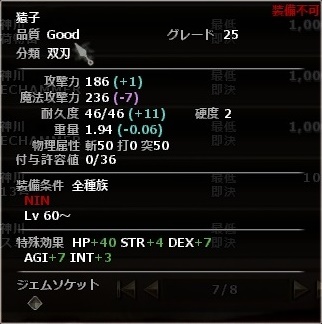 装備不可
猿子
品質 Good グレード 25
分類 双刃
攻撃力 186 (+1)
魔法攻撃力 236 (-7)
耐久度 46/46 (+11) 硬度 2
重量 1.94 (-0.06)
物理属性 斬50 打0 突50
付与許容値 0/36
装備条件 全種族
NIN
Lv 60～
特殊効果 HP+40 STR+4 DEX+7
AGI+7 INT+3
ジェムソケット
7/8